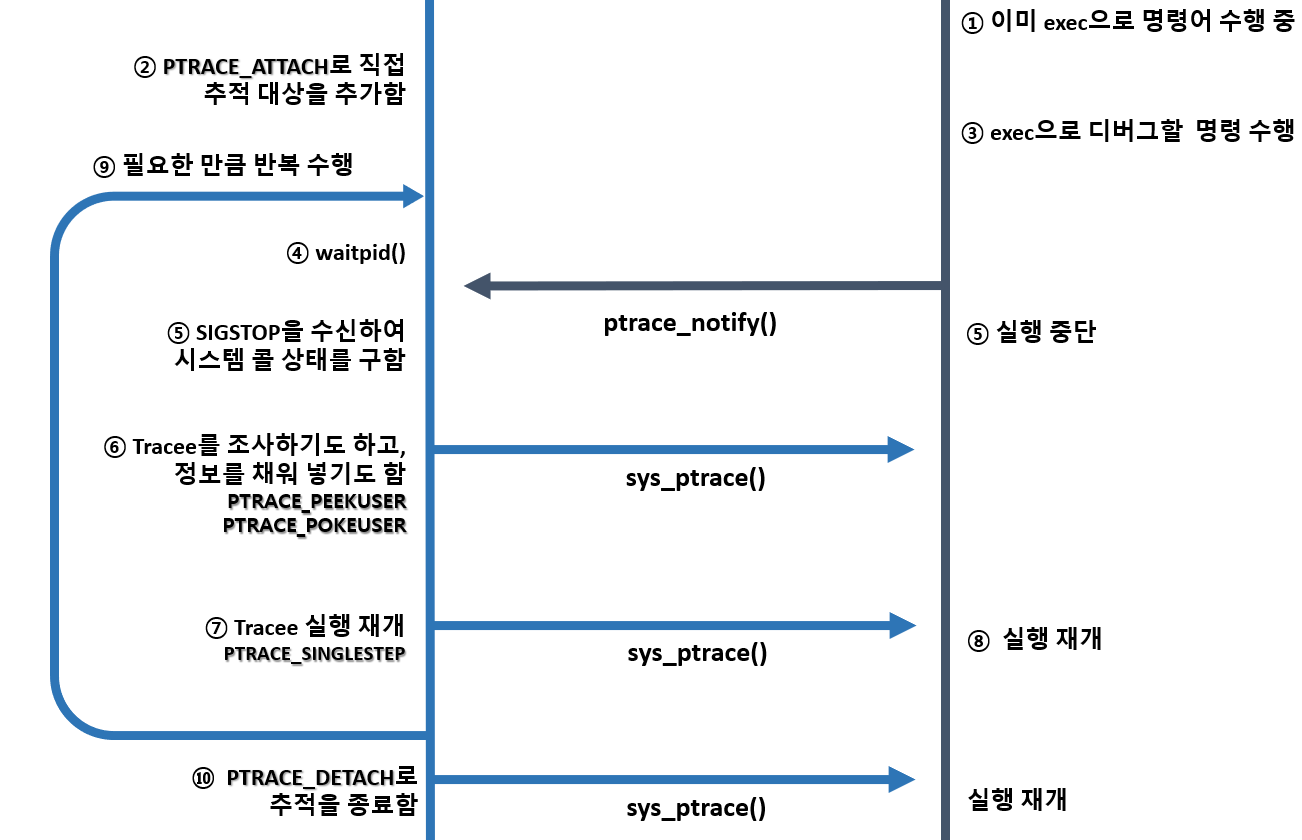 ① 이미 exec으로 명령어 수행 중
② PTRACE_ATTACH로 직접
추적 대상을 추가함
③ exec으로 디버그할 명령 수행
⑨ 필요한 만큼 반복 수행
④ waitpid()
ptrace_notify()
⑤ SIGSTOP을 수신하여
시스템 콜 상태를 구함
⑤ 실행 중단
⑥ Tracee를 조사하기도 하고,
정보를 채워 넣기도 함
PTRACE_PEEKUSER
PTRACE_POKEUSER
sys_ptrace()
⑦ Tracee 실행 재개
PTRACE_SINGLESTEP
sys_ptrace()
⑧ 실행 재개
⑩ PTRACE_DETACH로
추적을 종료함
sys_ptrace()
실행 재개